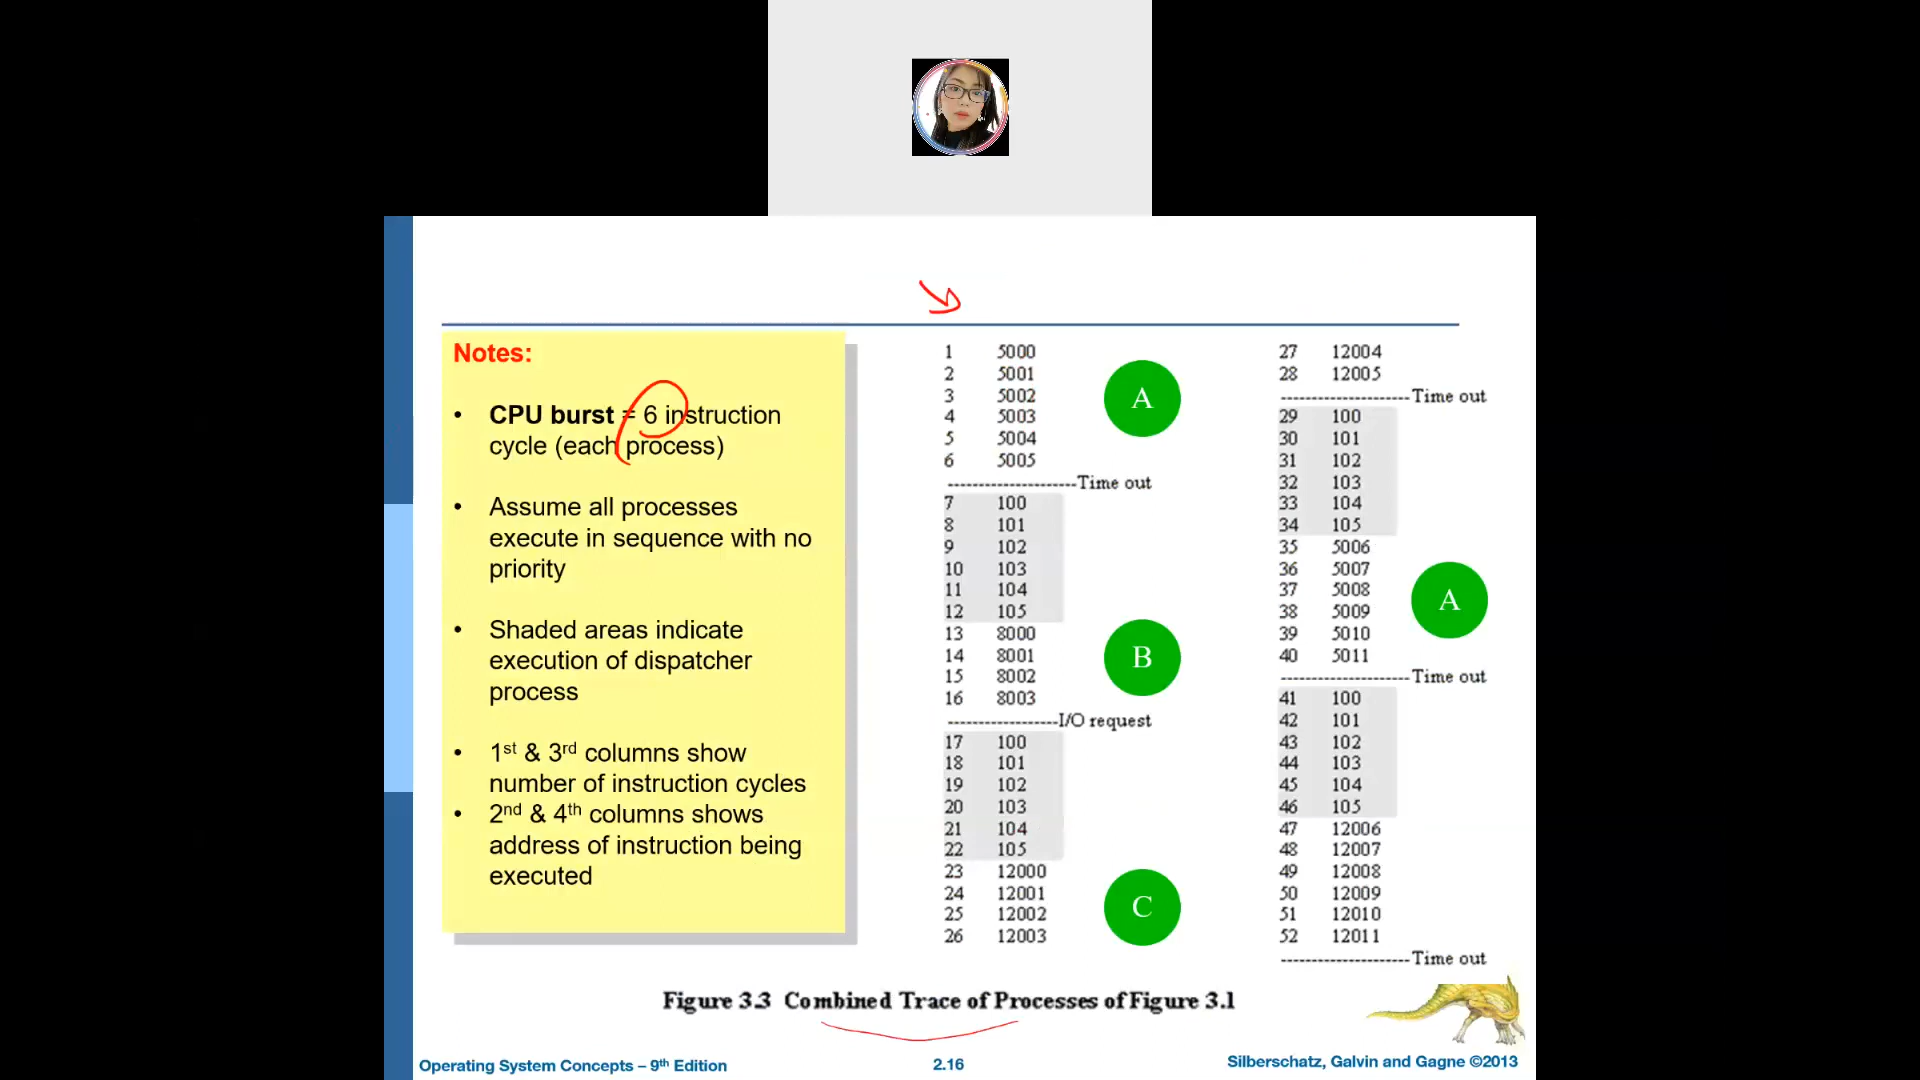 Notes:
• CPU burst = 6 instruction
cycle (each process)
• Assume all processes
execute in sequence with no
priority
• Shaded areas indicate
execution of dispatcher
process
• 1st & 3rd columns show
number of instruction cycles
• 2nd & 4th columns shows
address of instruction being
executed
1 5000
2 5001
3 5002
4 5003
5 5004
6 5005
A
--------------------Time out
7 100
8 101
9 102
10 103
11 104
12 105
13 8000
14 8001
15 8002
16 8003
B
-----------------I/O request
17 100
18 101
19 102
20 103
21 104
22 105
23 12000
24 12001
25 12002
26 12003
C
27 12004
28 12005
--------------------Time out
29 100
30 101
31 102
32 103
33 104
34 105
35 5006
36 5007
37 5008
38 5009
39 5010
40 5011
A
--------------------Time out
41 100
42 101
43 102
44 103
45 104
46 105
47 12006
48 12007
49 12008
50 12009
51 12010
52 12011
--------------------Time out
Figure 3.3 Combined Trace of Processes of Figure 3.1
Operating System Concepts – 9th Edition
2.16
Silberschatz, Galvin and Gagne ©2013